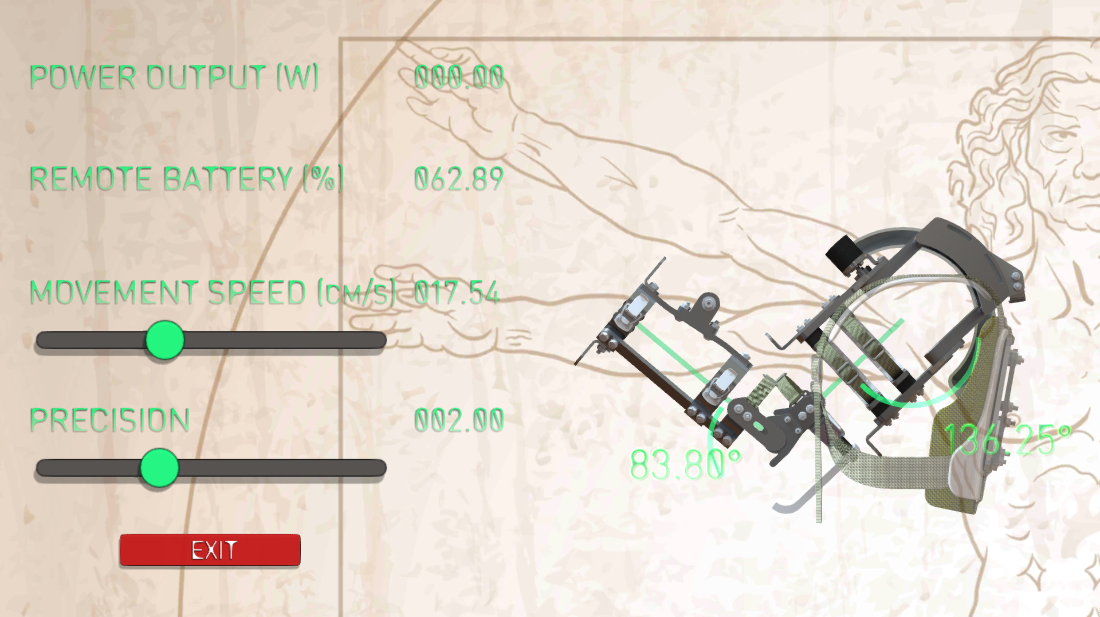 POWER OUTPUT (W) 000.00
REMOTE BATTERY (%) 062.89
MOVEMENT SPEED (CM/S) 017.54
PRECISION 002.00
83.80°
136.25°
EXIT